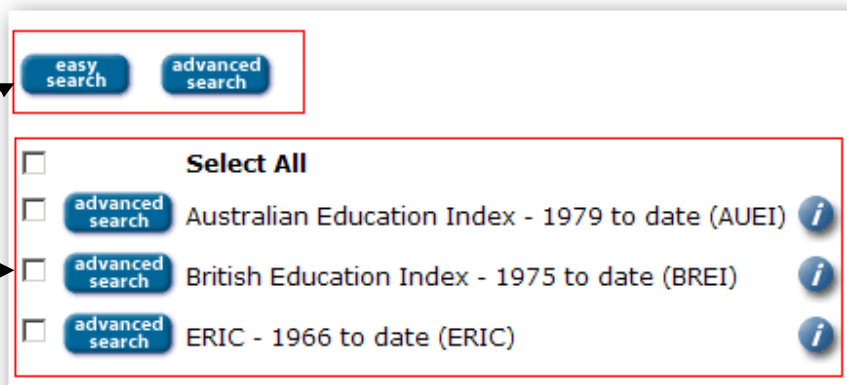 easy
search
advanced
search
Select All
advanced
search
Australian Education Index - 1979 to date (AUEI)
i
advanced
search
British Education Index - 1975 to date (BREI)
i
advanced
search
ERIC - 1966 to date (ERIC)
i